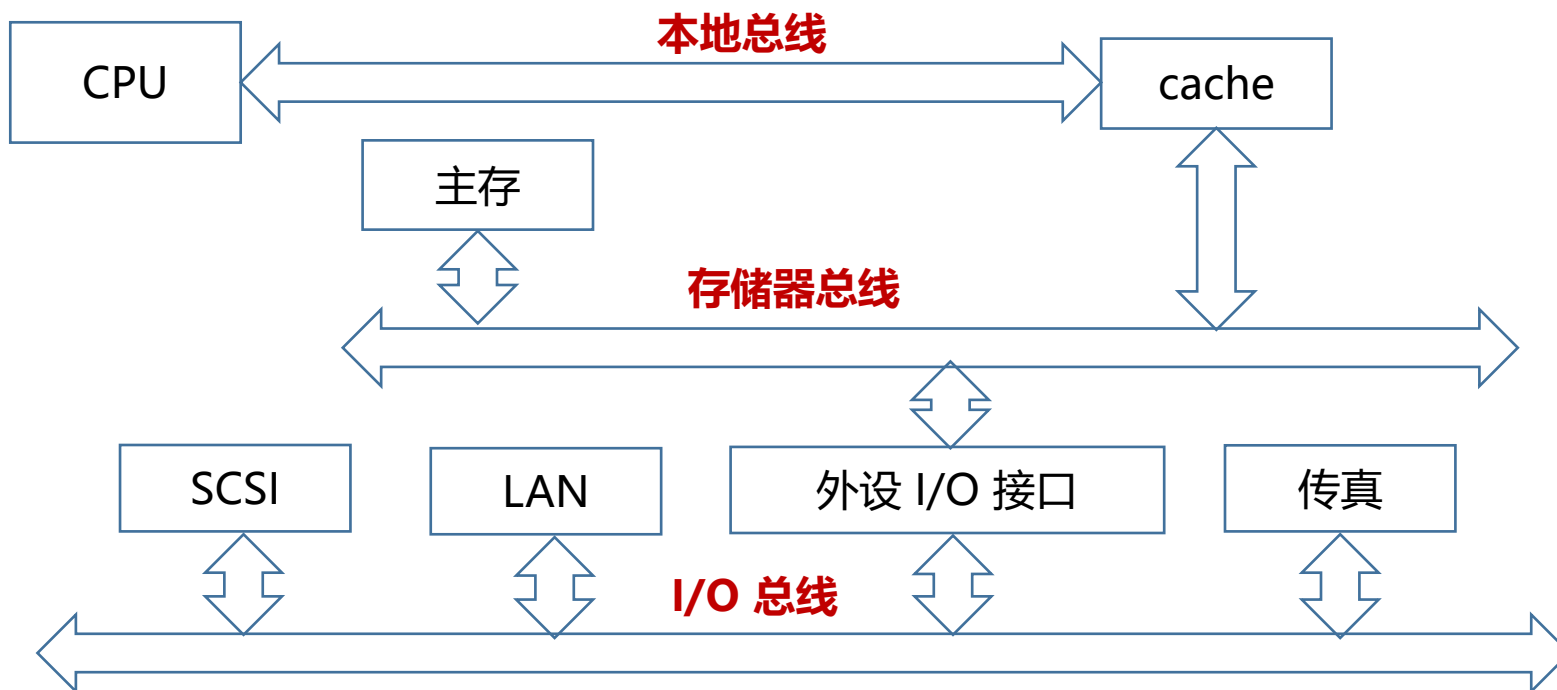 本地总线
CPU
cache
主存
存储器总线
SCSI
LAN
外设 I/O 接口
传真
I/O 总线